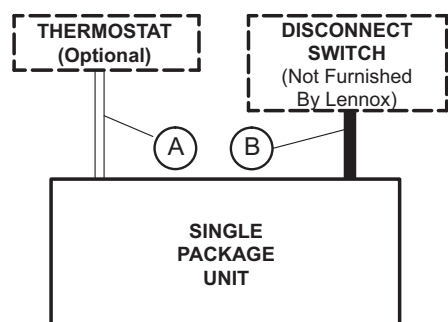 THERMOSTAT
(Optional)
DISCONNECT
SWITCH
(Not Furnished
By Lennox)
A
B
SINGLE
PACKAGE
UNIT